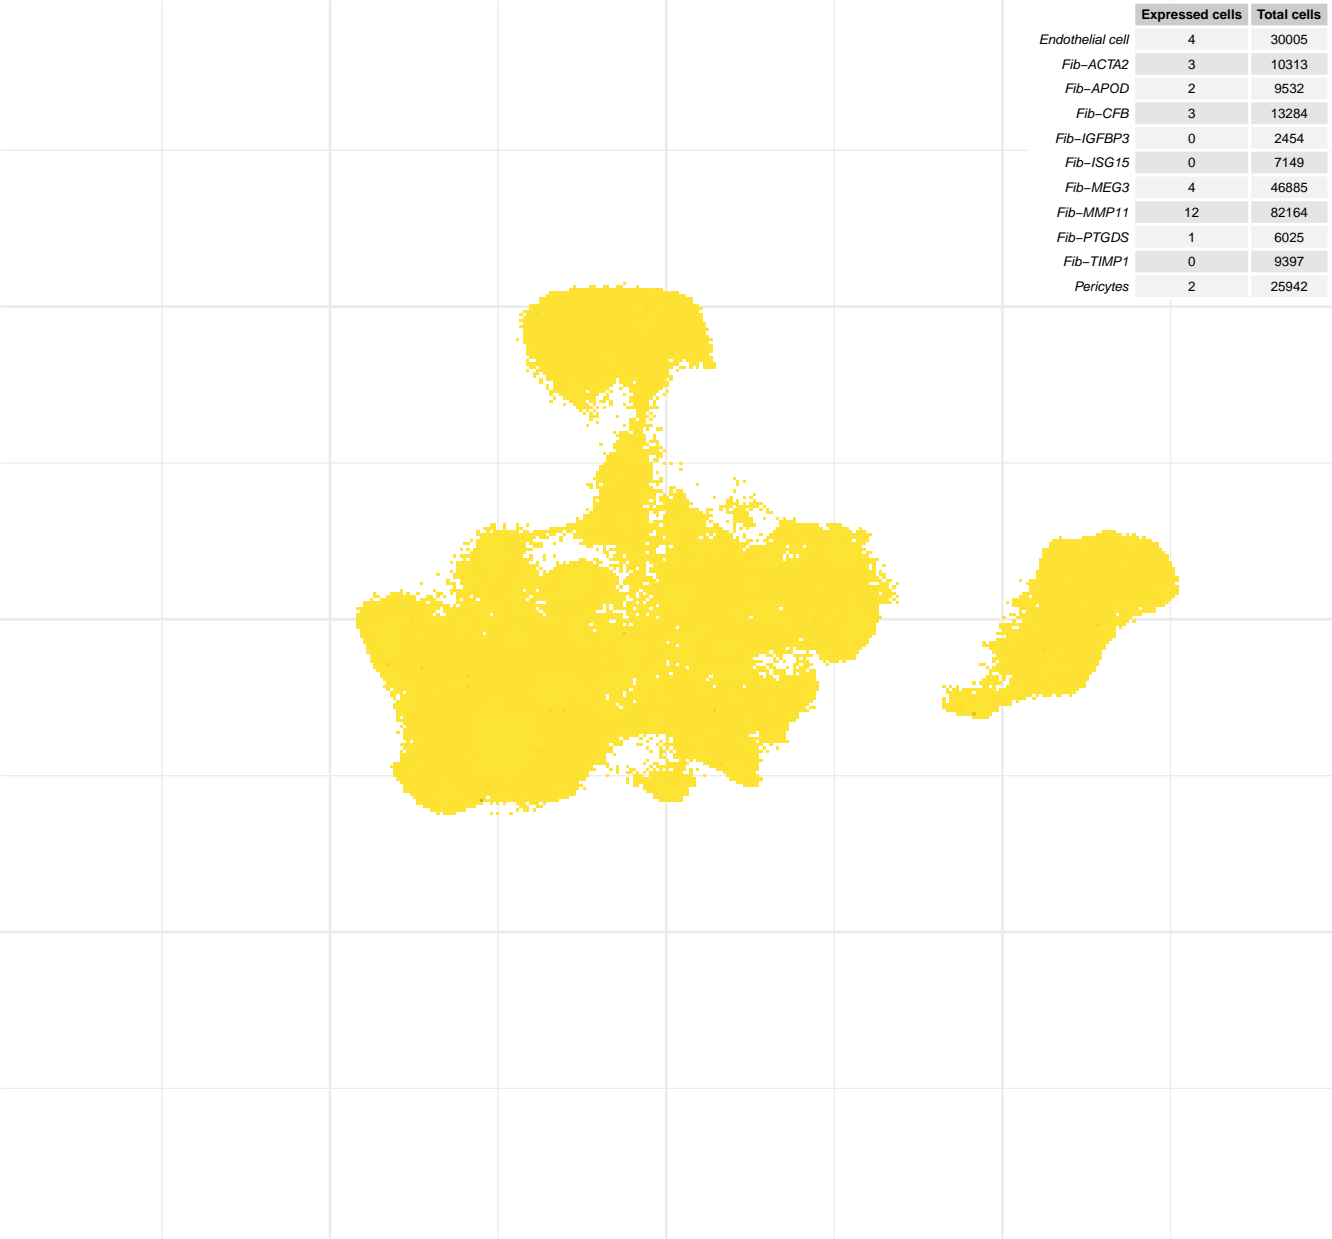 Expressed cells Total cells
Endothelial cell 4 30005
Fib−ACTA2 3 10313
Fib−APOD 2 9532
Fib−CFB 3 13284
Fib−IGFBP3 0 2454
Fib−ISG15 0 7149
Fib−MEG3 4 46885
Fib−MMP11 12 82164
Fib−PTGDS 1 6025
Fib−TIMP1 0 9397
Pericytes 2 25942